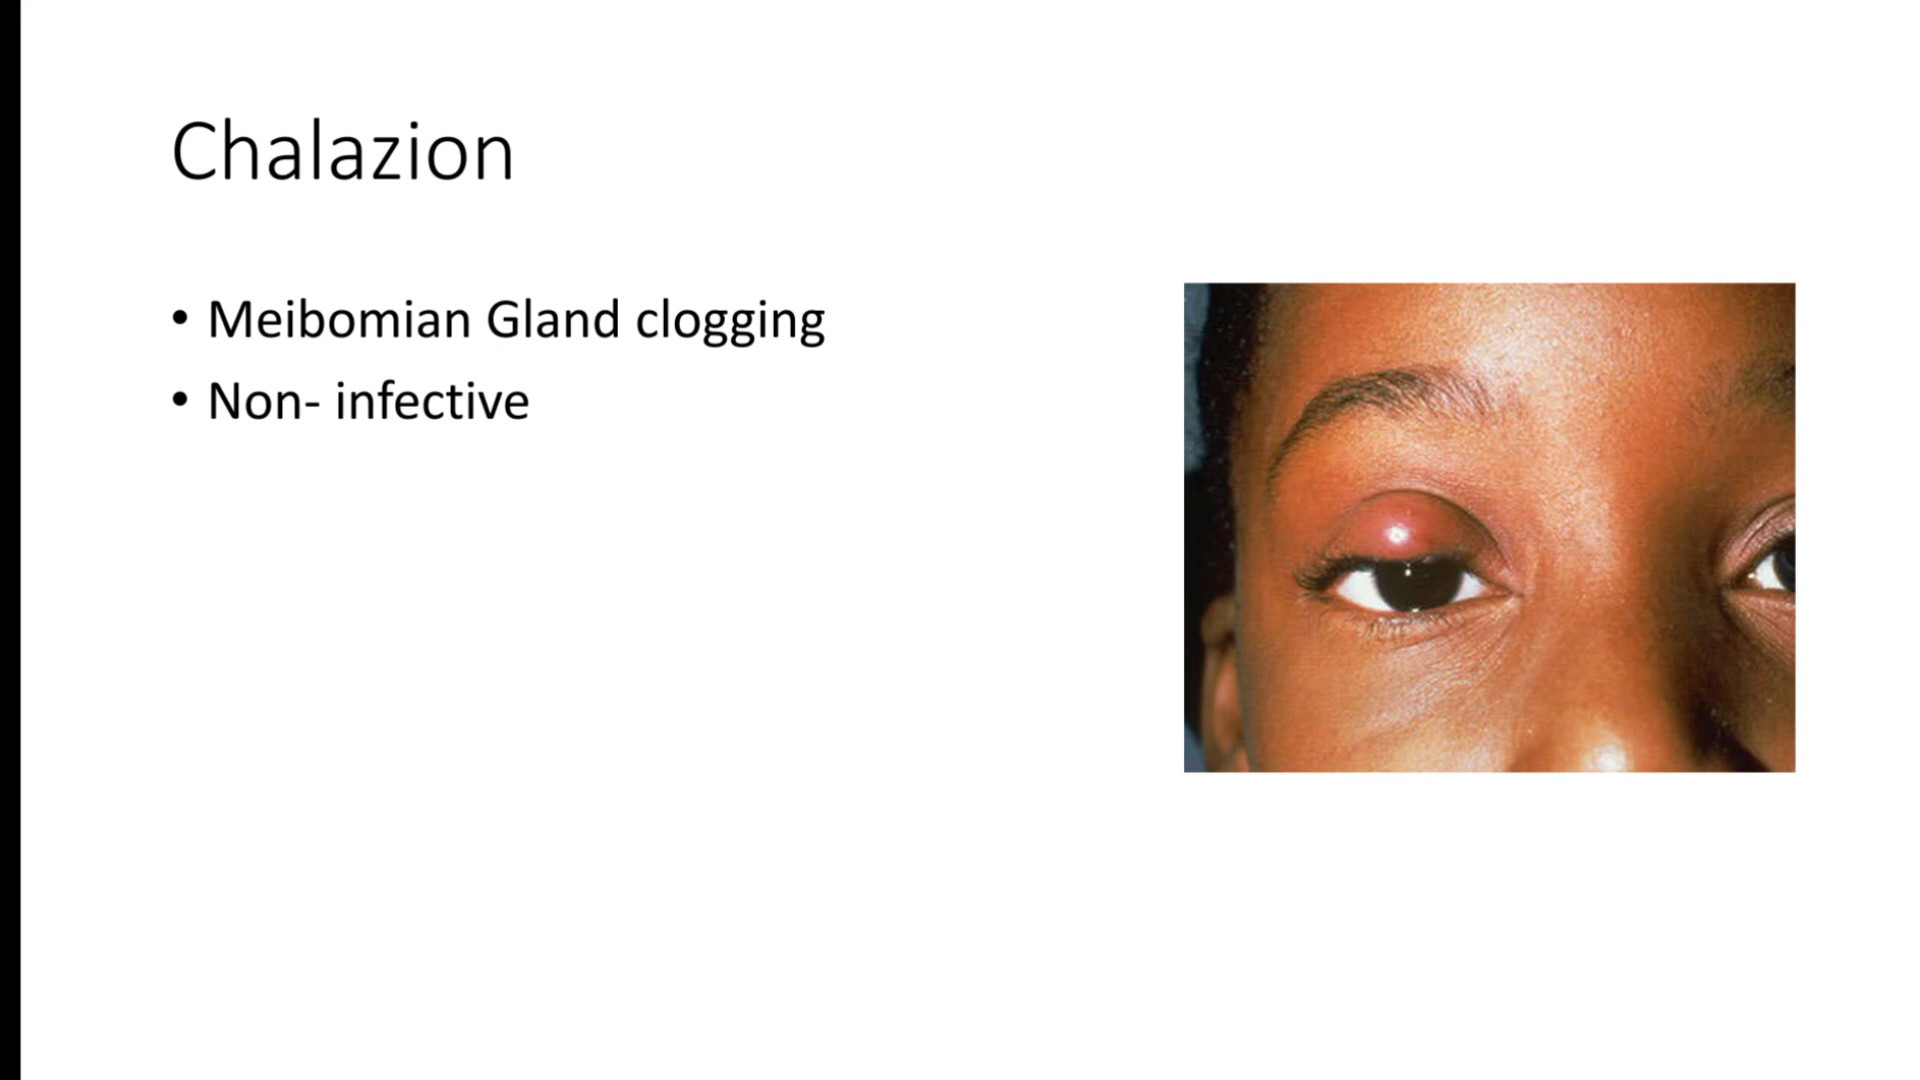 Chalazion
• Meibomian Gland clogging
• Non- infective